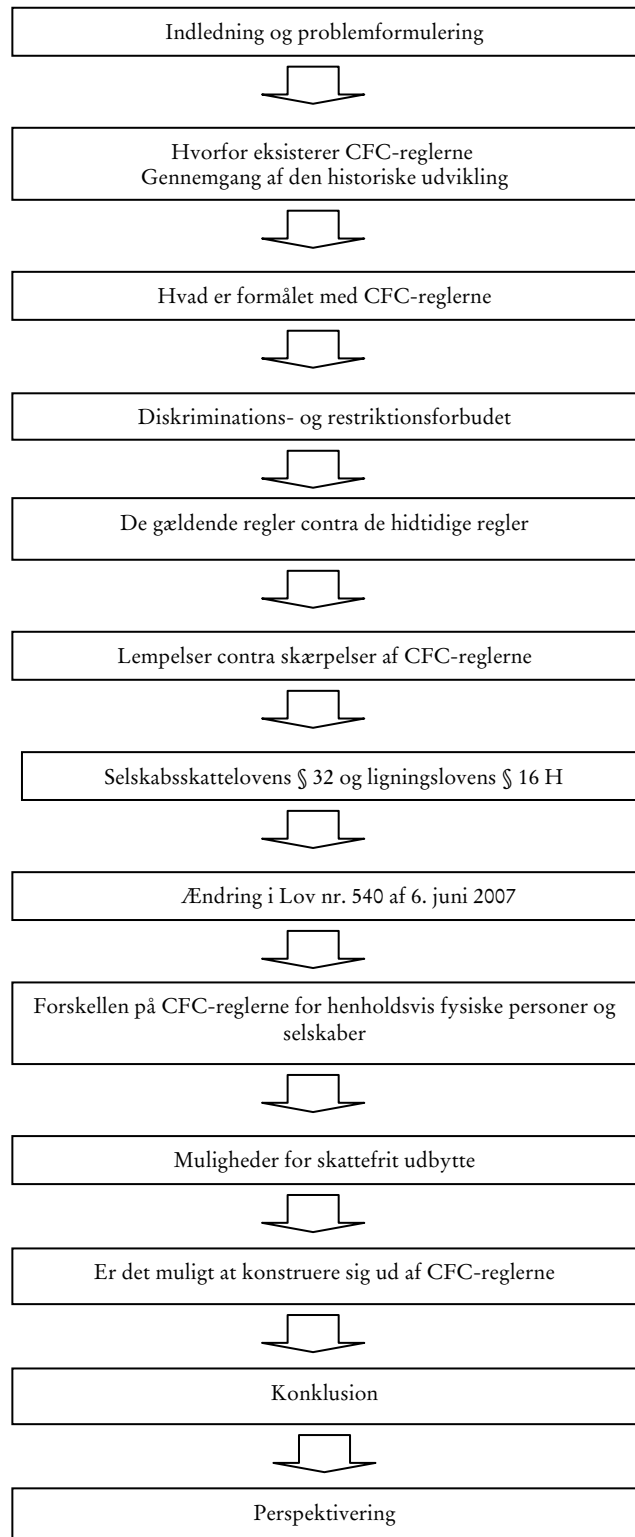 Indledning og problemformulering
Hvorfor eksisterer CFC-reglerne
Gennemgang af den historiske udvikling
Hvad er formålet med CFC-reglerne
Diskriminations- og restriktionsforbudet
De gældende regler contra de hidtidige regler
Lempelser contra skærpelser af CFC-reglerne
Selskabsskattelovens § 32 og ligningslovens § 16 H
Ændring i Lov nr. 540 af 6. juni 2007
Forskellen på CFC-reglerne for henholdsvis fysiske personer og
selskaber
Muligheder for skattefrit udbytte
Er det muligt at konstruere sig ud af CFC-reglerne
Konklusion
Perspektivering